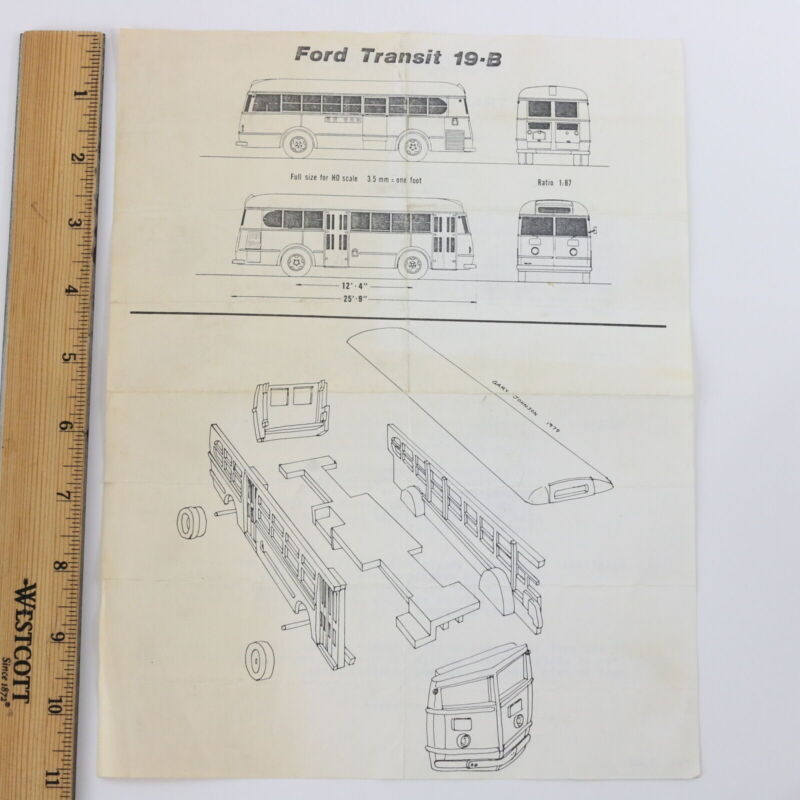 Ford Transit 19-B
Full size for HO scale 3.5 mm = one foot
Ratio 1:87
12'-4"
25'-9"
GARY JOHNSON 1979
1
2
3
4
5
6
7
8
9
10
11
WESTCOTT
Since 1872